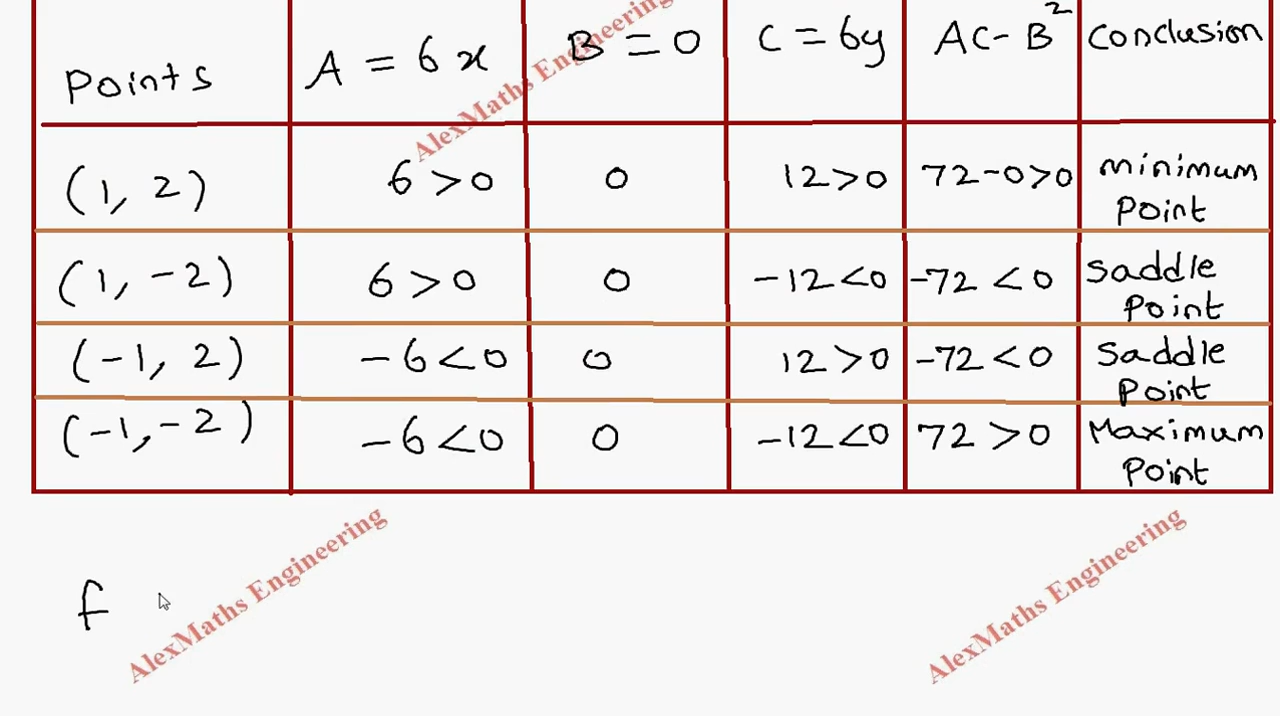 Points A = 6x B = 0 C = 6y AC - B² Conclusion
(1, 2) 6 > 0 0 12 > 0 72 - 0 > 0 minimum Point
(1, -2) 6 > 0 0 -12 < 0 -72 < 0 Saddle Point
(-1, 2) -6 < 0 0 12 > 0 -72 < 0 Saddle Point
(-1, -2) -6 < 0 0 -12 < 0 72 > 0 Maximum Point
f
AlexMaths Engineering
AlexMaths Engineering
AlexMaths Engineering